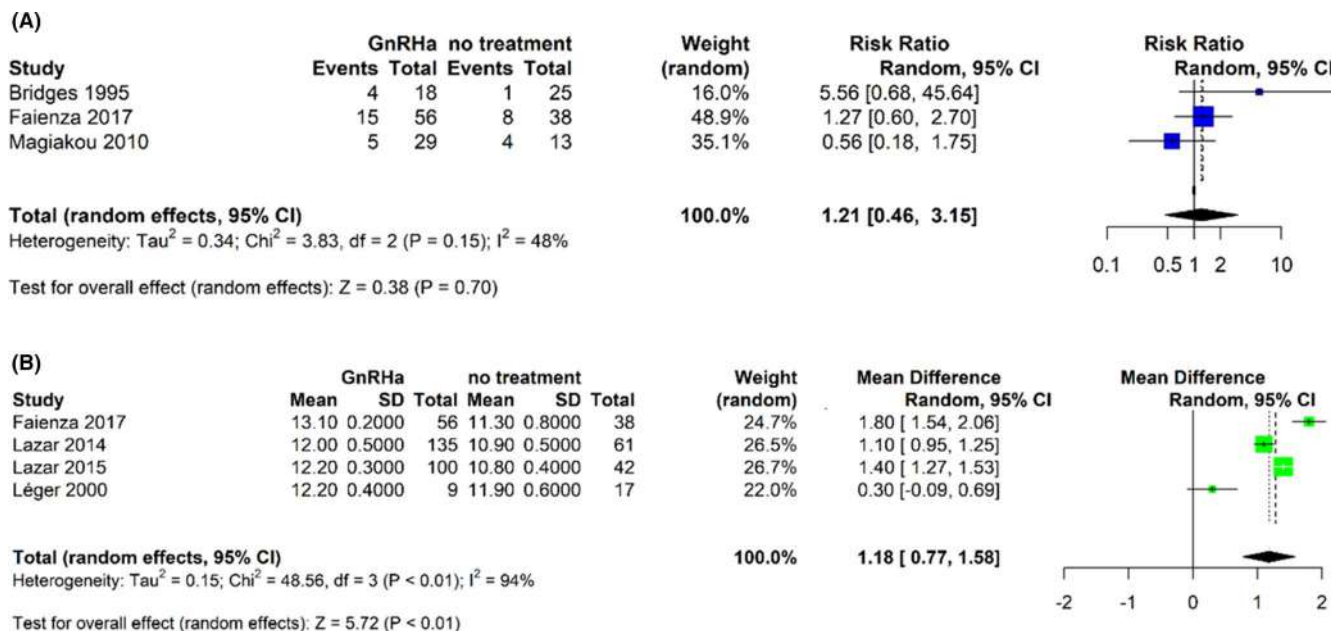 (A)
GnRHa no treatment Weight Risk Ratio Risk Ratio
Study Events Total Events Total (random) Random, 95% CI Random, 95% CI
Bridges 1995 4 18 1 25 16.0% 5.56 [0.68, 45.64]
Faienza 2017 15 56 8 38 48.9% 1.27 [0.60, 2.70]
Magiakou 2010 5 29 4 13 35.1% 0.56 [0.18, 1.75]
Total (random effects, 95% CI) 100.0% 1.21 [0.46, 3.15]
Heterogeneity: Tau² = 0.34; Chi² = 3.83, df = 2 (P = 0.15); I² = 48%
0.1 0.5 1 2 10
Test for overall effect (random effects): Z = 0.38 (P = 0.70)
(B)
GnRHa no treatment Weight Mean Difference Mean Difference
Study Mean SD Total Mean SD Total (random) Random, 95% CI Random, 95% CI
Faienza 2017 13.10 0.2000 56 11.30 0.8000 38 24.7% 1.80 [ 1.54, 2.06]
Lazar 2014 12.00 0.5000 135 10.90 0.5000 61 26.5% 1.10 [ 0.95, 1.25]
Lazar 2015 12.20 0.3000 100 10.80 0.4000 42 26.7% 1.40 [ 1.27, 1.53]
Léger 2000 12.20 0.4000 9 11.90 0.6000 17 22.0% 0.30 [-0.09, 0.69]
Total (random effects, 95% CI) 100.0% 1.18 [ 0.77, 1.58]
Heterogeneity: Tau² = 0.15; Chi² = 48.56, df = 3 (P < 0.01); I² = 94%
-2 -1 0 1 2
Test for overall effect (random effects): Z = 5.72 (P < 0.01)